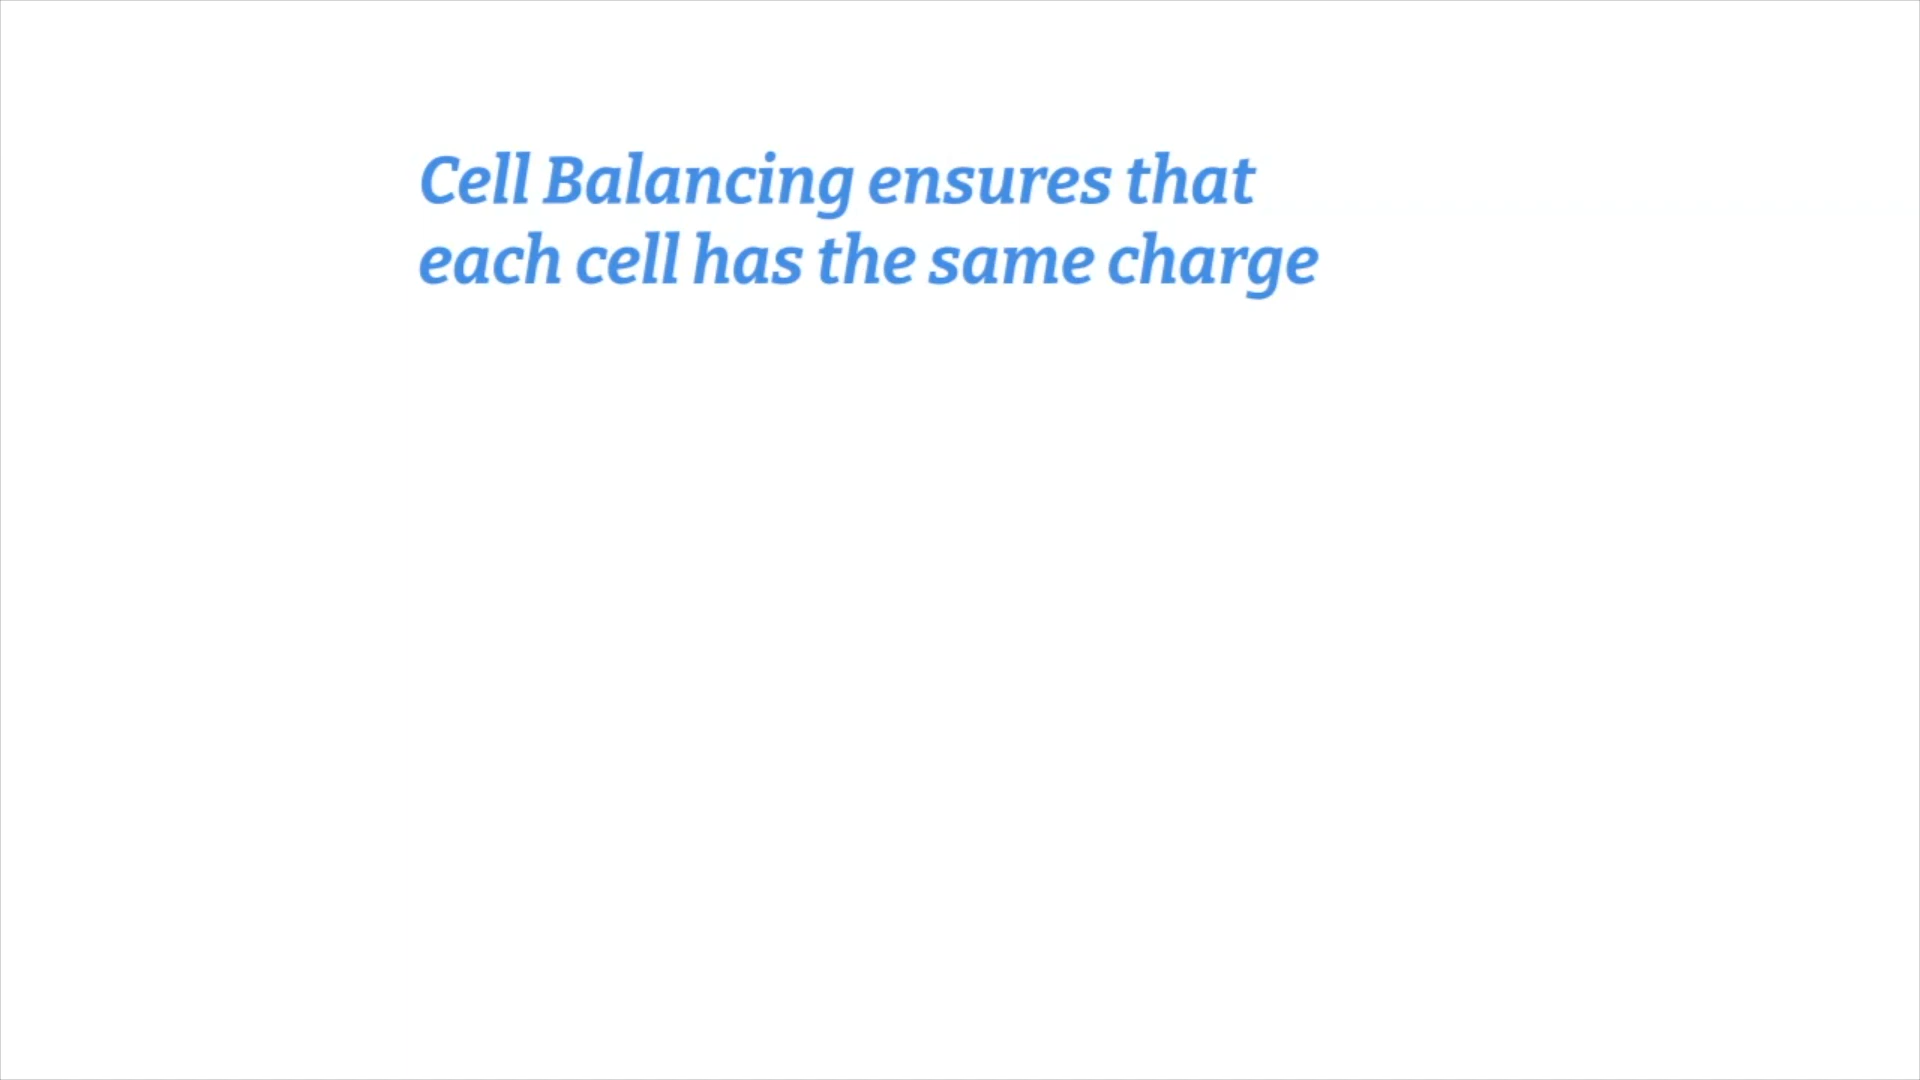 Cell Balancing ensures that
each cell has the same charge